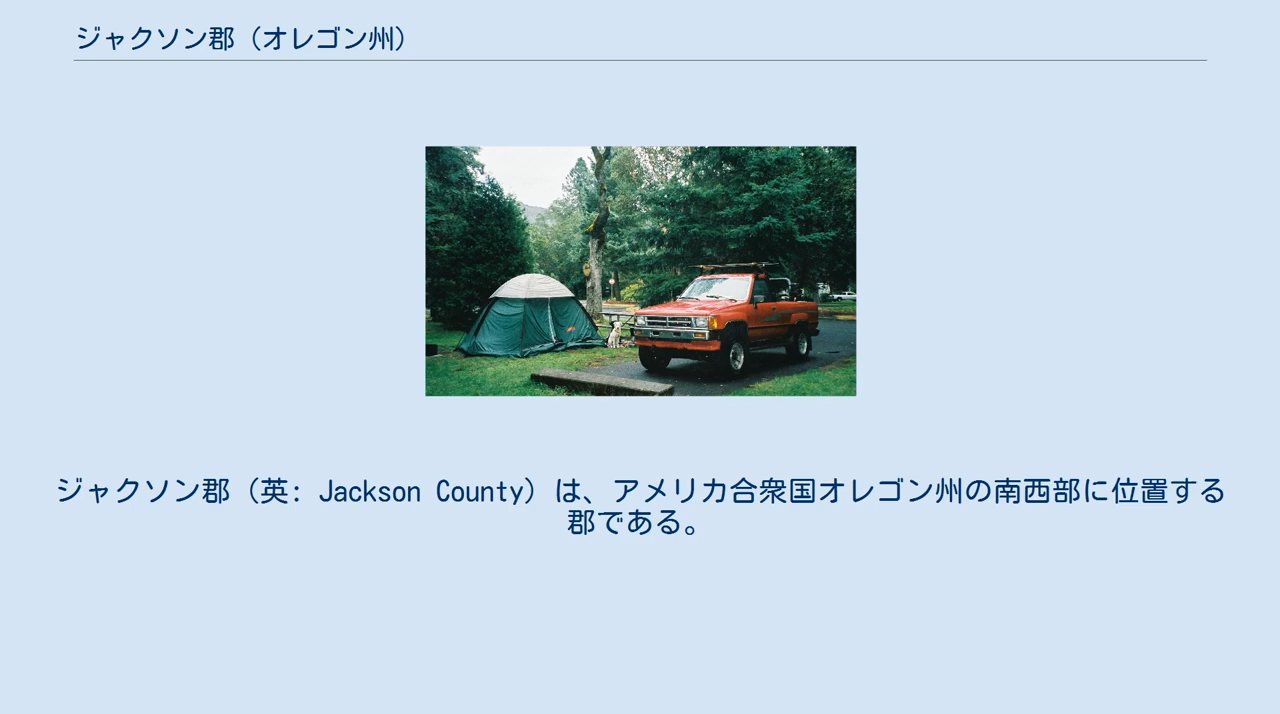 ジャクソン郡（オレゴン州）
ジャクソン郡（英: Jackson County）は、アメリカ合衆国オレゴン州の南西部に位置する
郡である。